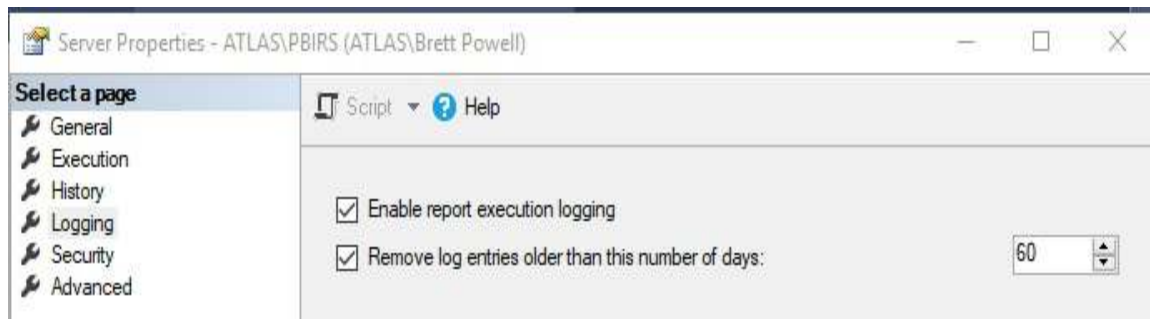 Server Properties - ATLAS\PBIRS (ATLAS\Brett Powell)
Select a page
General
Execution
History
Logging
Security
Advanced
Script Help
Enable report execution logging
Remove log entries older than this number of days: 60